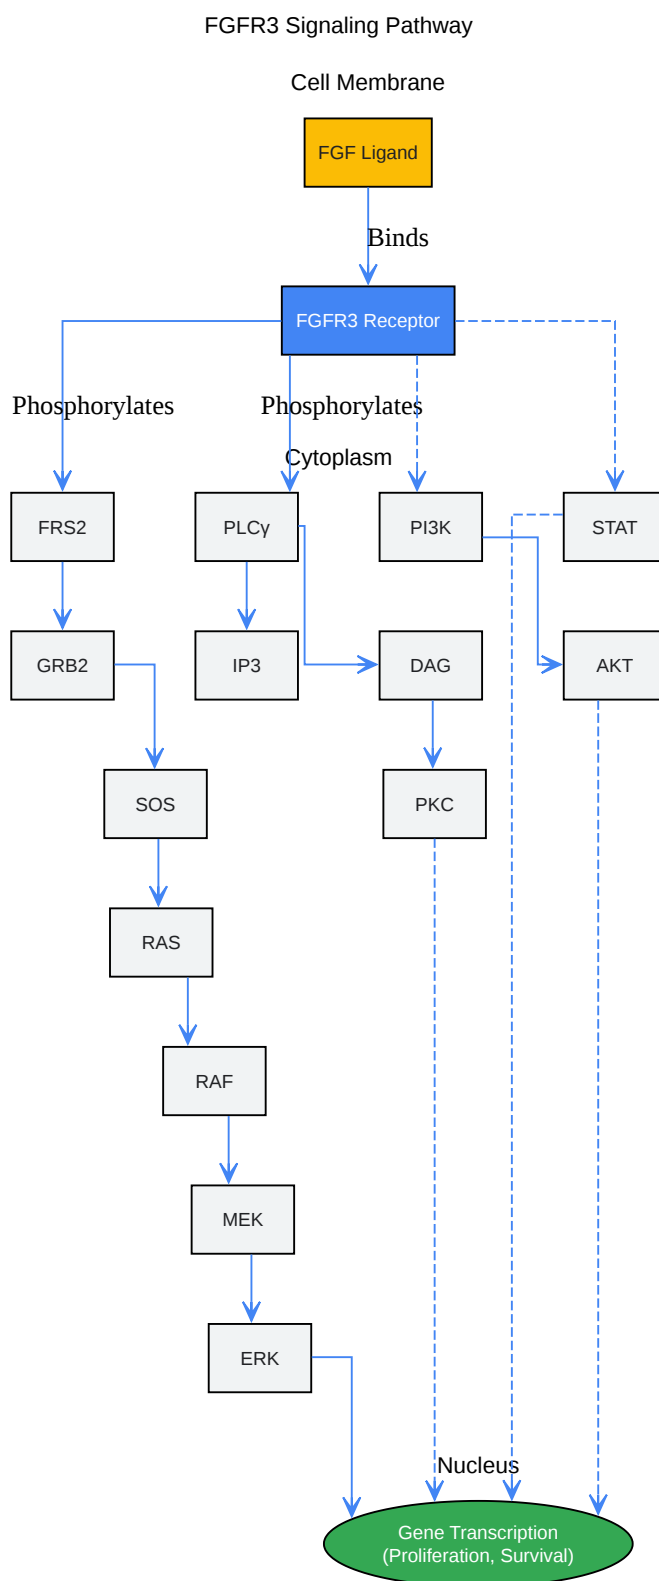 FGFR3 Signaling Pathway
Cell Membrane
FGF Ligand
Binds
FGFR3 Receptor
Phosphorylates
Phosphorylates
Cytoplasm
FRS2
PLCγ
PI3K
STAT
GRB2
IP3
DAG
AKT
SOS
PKC
RAS
RAF
MEK
ERK
Nucleus
Gene Transcription
(Proliferation, Survival)